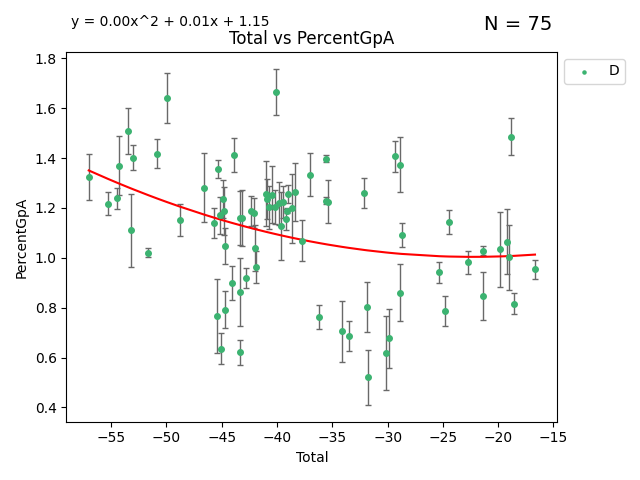 y = 0.00x^2 + 0.01x + 1.15
N = 75
Total vs PercentGpA
D
PercentGpA
1.8
1.6
1.4
1.2
1.0
0.8
0.6
0.4
−55 −50 −45 −40 −35 −30 −25 −20 −15
Total